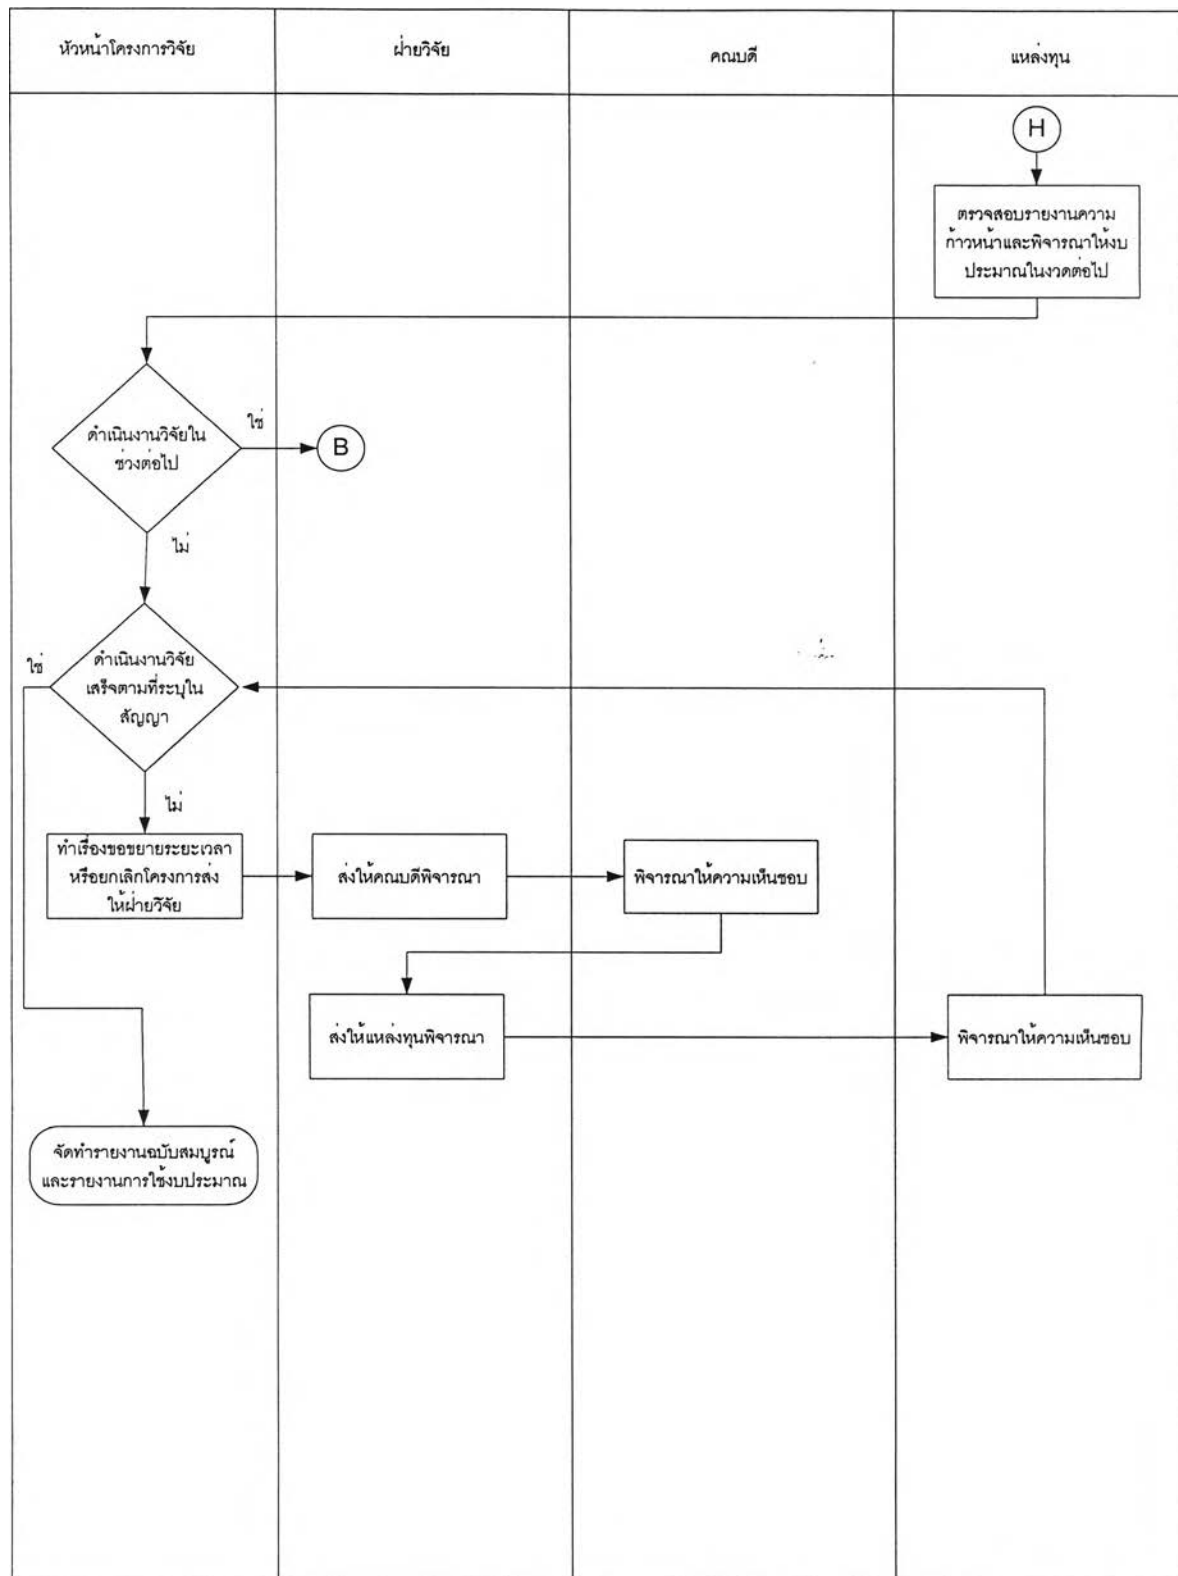 หัวหน้าโครงการวิจัย
ฝ่ายวิจัย
คณบดี
แหล่งทุน
H
ตรวจสอบรายงานความ
ก้าวหน้าและพิจารณาให้งบ
ประมาณในงวดต่อไป
ดำเนินงานวิจัยใน
ช่วงต่อไป
ใช่
B
ไม่
ดำเนินงานวิจัย
เสร็จตามที่ระบุใน
สัญญา
ใช่
ไม่
ทำเรื่องขอขยายระยะเวลา
หรือยกเลิกโครงการส่ง
ให้ฝ่ายวิจัย
ส่งให้คณบดีพิจารณา
พิจารณาให้ความเห็นชอบ
ส่งให้แหล่งทุนพิจารณา
พิจารณาให้ความเห็นชอบ
จัดทำรายงานฉบับสมบูรณ์
และรายงานการใช้งบประมาณ